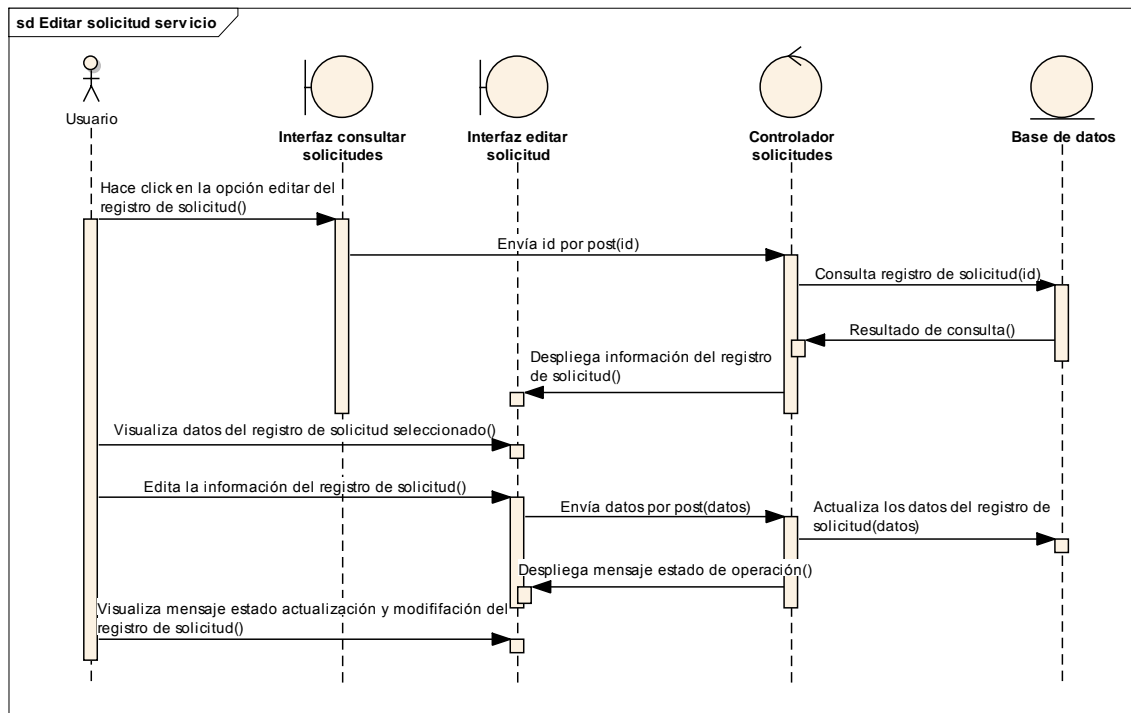 sd Editar solicitud servicio
Usuario
Interfaz consultar
solicitudes
Interfaz editar
solicitud
Controlador
solicitudes
Base de datos
Hace click en la opción editar del
registro de solicitud()
Envía id por post(id)
Consulta registro de solicitud(id)
Resultado de consulta()
Despliega información del registro
de solicitud()
Visualiza datos del registro de solicitud seleccionado()
Edita la información del registro de solicitud()
Envía datos por post(datos)
Actualiza los datos del registro de
solicitud(datos)
Despliega mensaje estado de operación()
Visualiza mensaje estado actualización y modififación del
registro de solicitud()